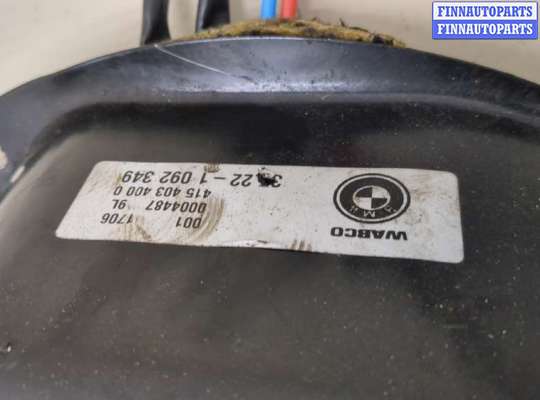 FINNAUTOPARTS
FINNAUTOPARTS
WABCO
BMW
22-1 092 349
415 403 400 0
0004487 9L
001 1706